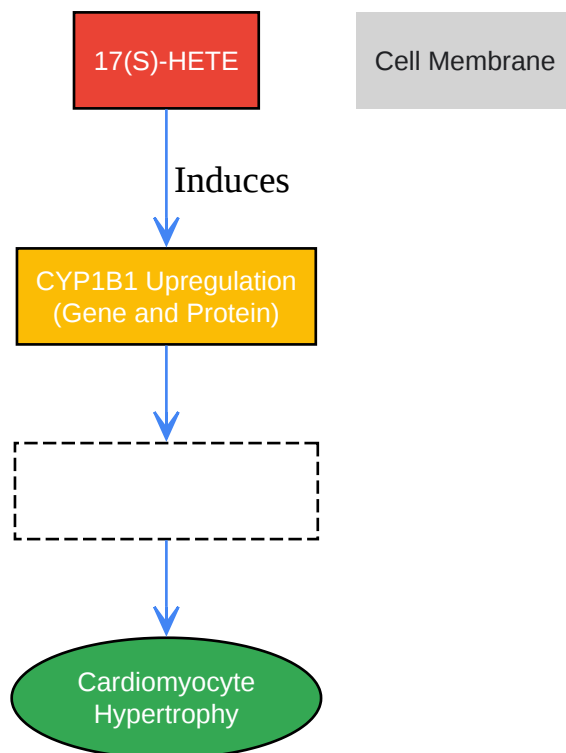 17(S)-HETE
Cell Membrane
Induces
CYP1B1 Upregulation
(Gene and Protein)
Cardiomyocyte
Hypertrophy